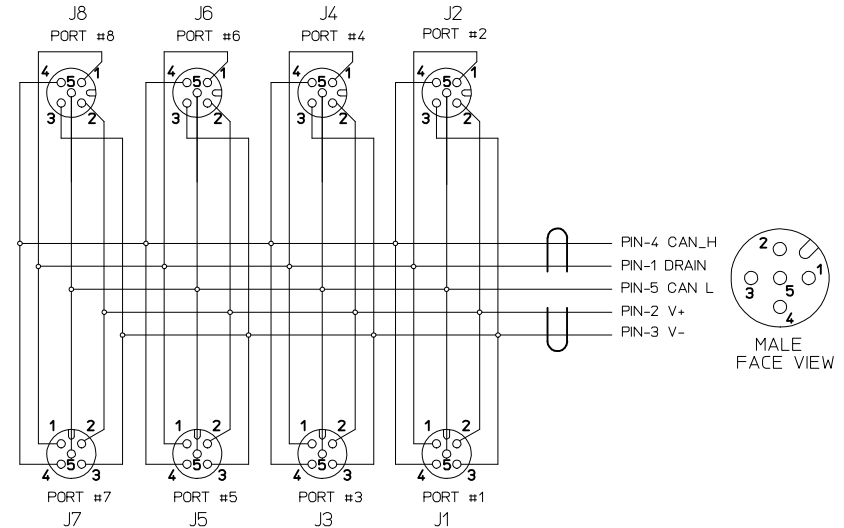 J8 J6 J4 J2
PORT #8 PORT #6 PORT #4 PORT #2
4 5 1 4 5 1 4 5 1 4 5 1
3 2 3 2 3 2 3 2
PIN-4 CAN_H
PIN-1 DRAIN
PIN-5 CAN L
PIN-2 V+
PIN-3 V-
2 1
3 5
4
MALE
FACE VIEW
1 2 1 2 1 2 1 2
4 5 3 4 5 3 4 5 3 4 5 3
PORT #7 PORT #5 PORT #3 PORT #1
J7 J5 J3 J1